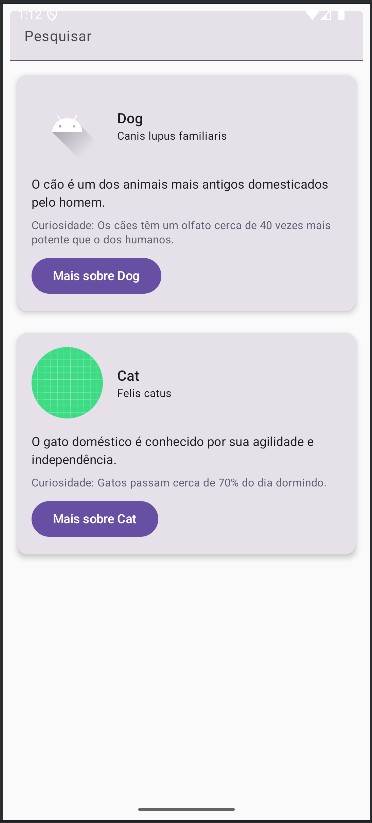 1:12
Pesquisar
Dog
Canis lupus familiaris
O cão é um dos animais mais antigos domesticados
pelo homem.
Curiosidade: Os cães têm um olfato cerca de 40 vezes mais
potente que o dos humanos.
Mais sobre Dog
Cat
Felis catus
O gato doméstico é conhecido por sua agilidade e
independência.
Curiosidade: Gatos passam cerca de 70% do dia dormindo.
Mais sobre Cat